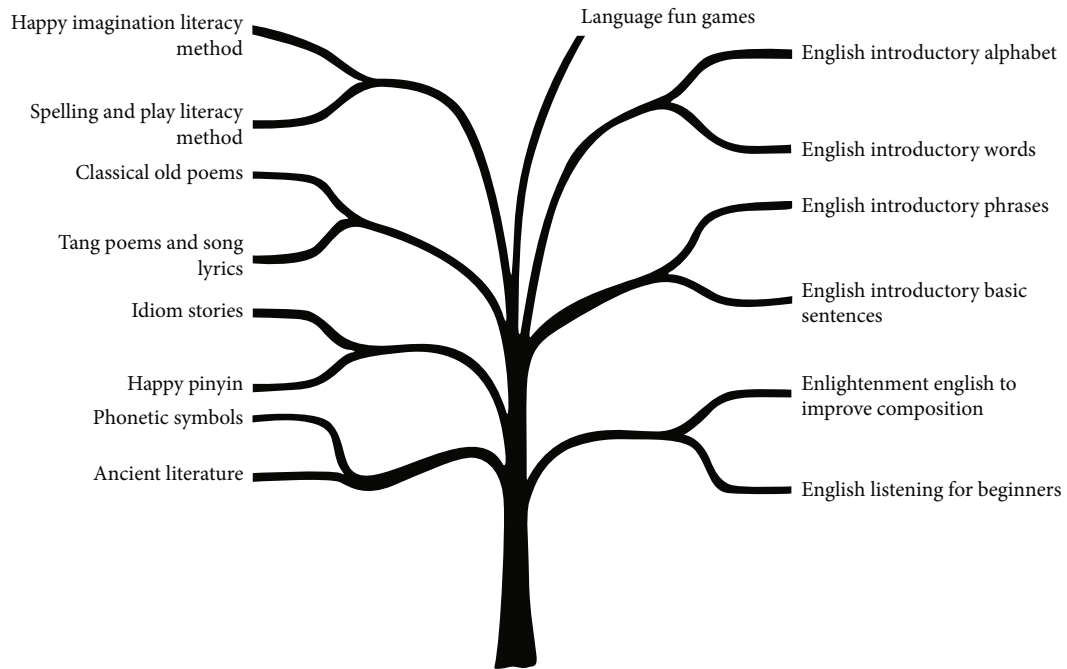 Happy imagination literacy
method
Spelling and play literacy
method
Classical old poems
Tang poems and song
lyrics
Idiom stories
Happy pinyin
Phonetic symbols
Ancient literature
Language fun games
English introductory alphabet
English introductory words
English introductory phrases
English introductory basic
sentences
Enlightenment english to
improve composition
English listening for beginners